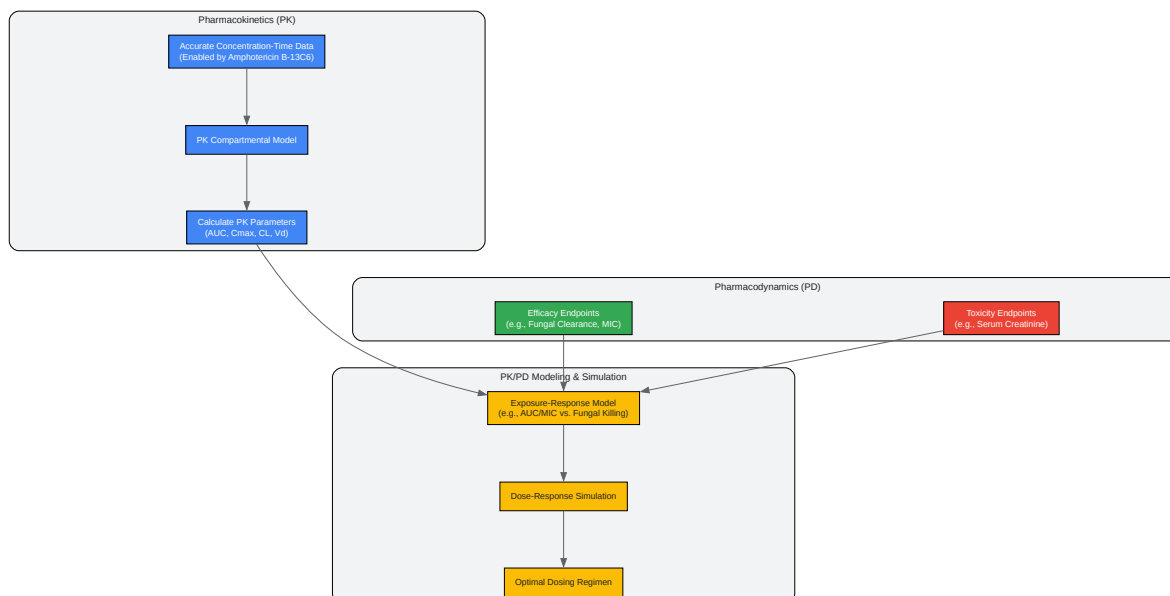 Pharmacokinetics (PK)
Accurate Concentration-Time Data
(Enabled by Amphotericin B-13C6)
PK Compartmental Model
Calculate PK Parameters
(AUC, Cmax, CL, Vd)
Pharmacodynamics (PD)
Efficacy Endpoints
(e.g., Fungal Clearance, MIC)
Toxicity Endpoints
(e.g., Serum Creatinine)
PK/PD Modeling & Simulation
Exposure-Response Model
(e.g., AUC/MIC vs. Fungal Killing)
Dose-Response Simulation
Optimal Dosing Regimen